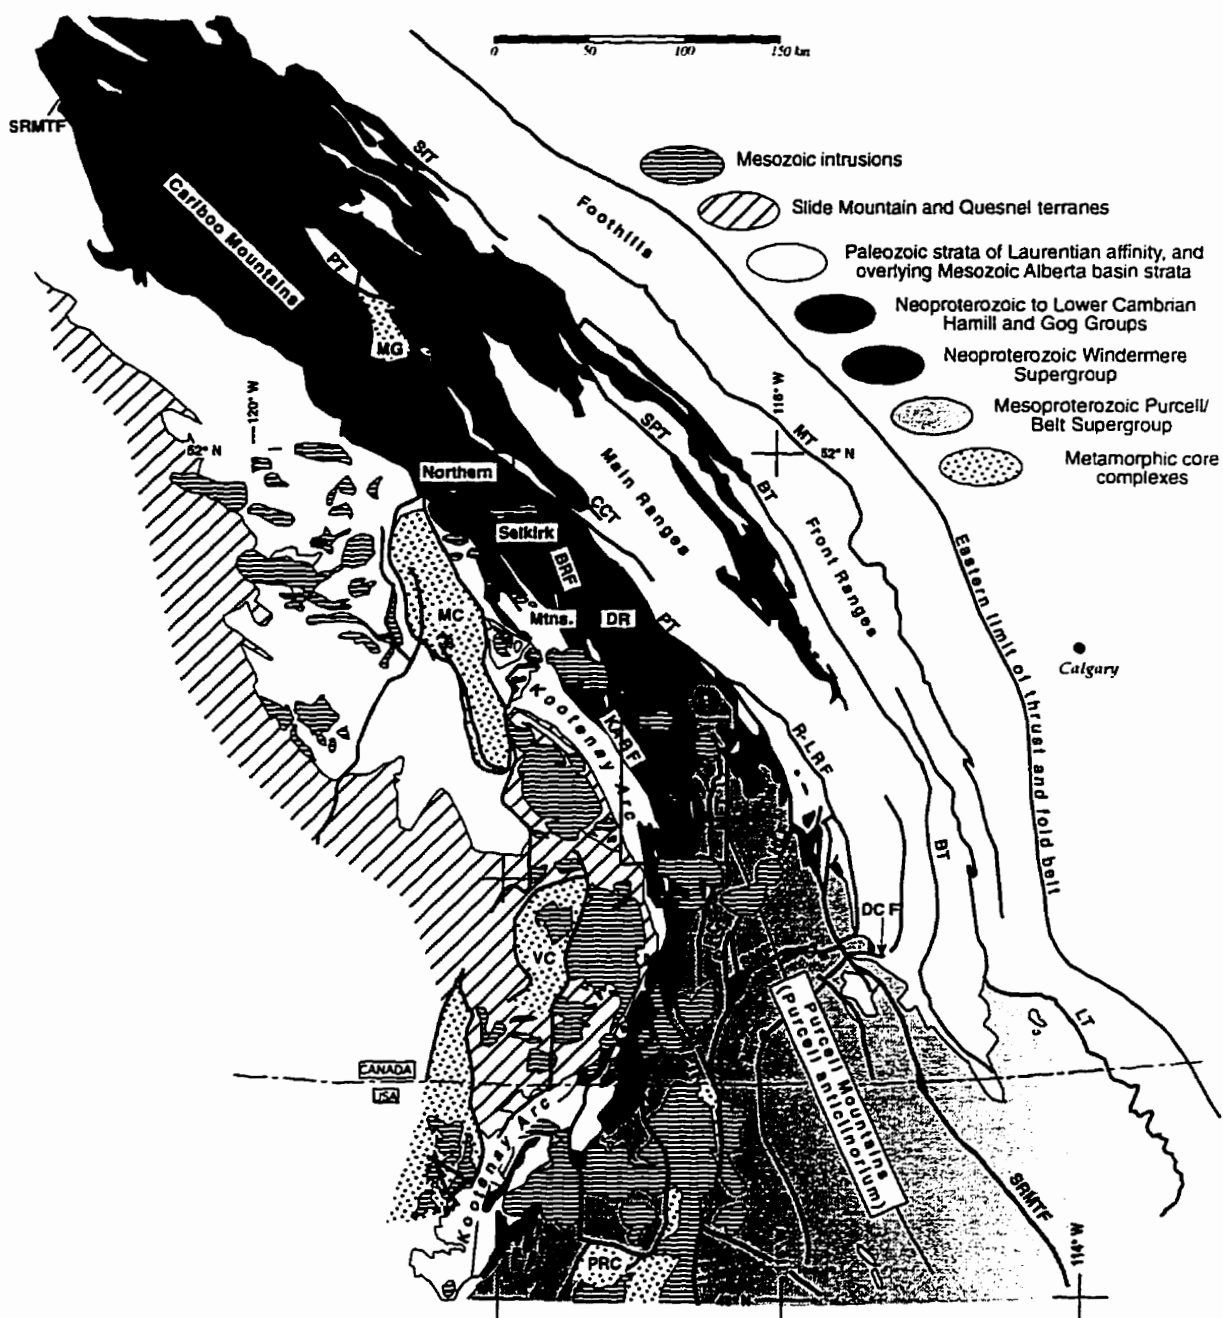 0 50 100 150 km
SRMTF
SfT
Mesozoic intrusions
Cariboo Mountains
Foothills
Slide Mountain and Quesnel terranes
PT
Paleozoic strata of Laurentian affinity, and
overlying Mesozoic Alberta basin strata
Neoproterozoic to Lower Cambrian
Hamill and Gog Groups
MG
Neoproterozoic Windermere
Supergroup
120° W
116° W
Mesoproterozoic Purcell/
Belt Supergroup
SPT
MT
52° N
52° N
Metamorphic core
complexes
Northern
Main Ranges
BT
CCT
Selkirk
Front Ranges
BRF
Eastern limit of thrust and fold belt
MC
Mtns.
DR
PT
Calgary
Kootenay Arc
R-LRF
BT
DCF
VC
Purcell Mountains
(Purcell anticlinorium)
LT
CANADA
USA
Kootenay Arc
SRMTF
114° W
PRC